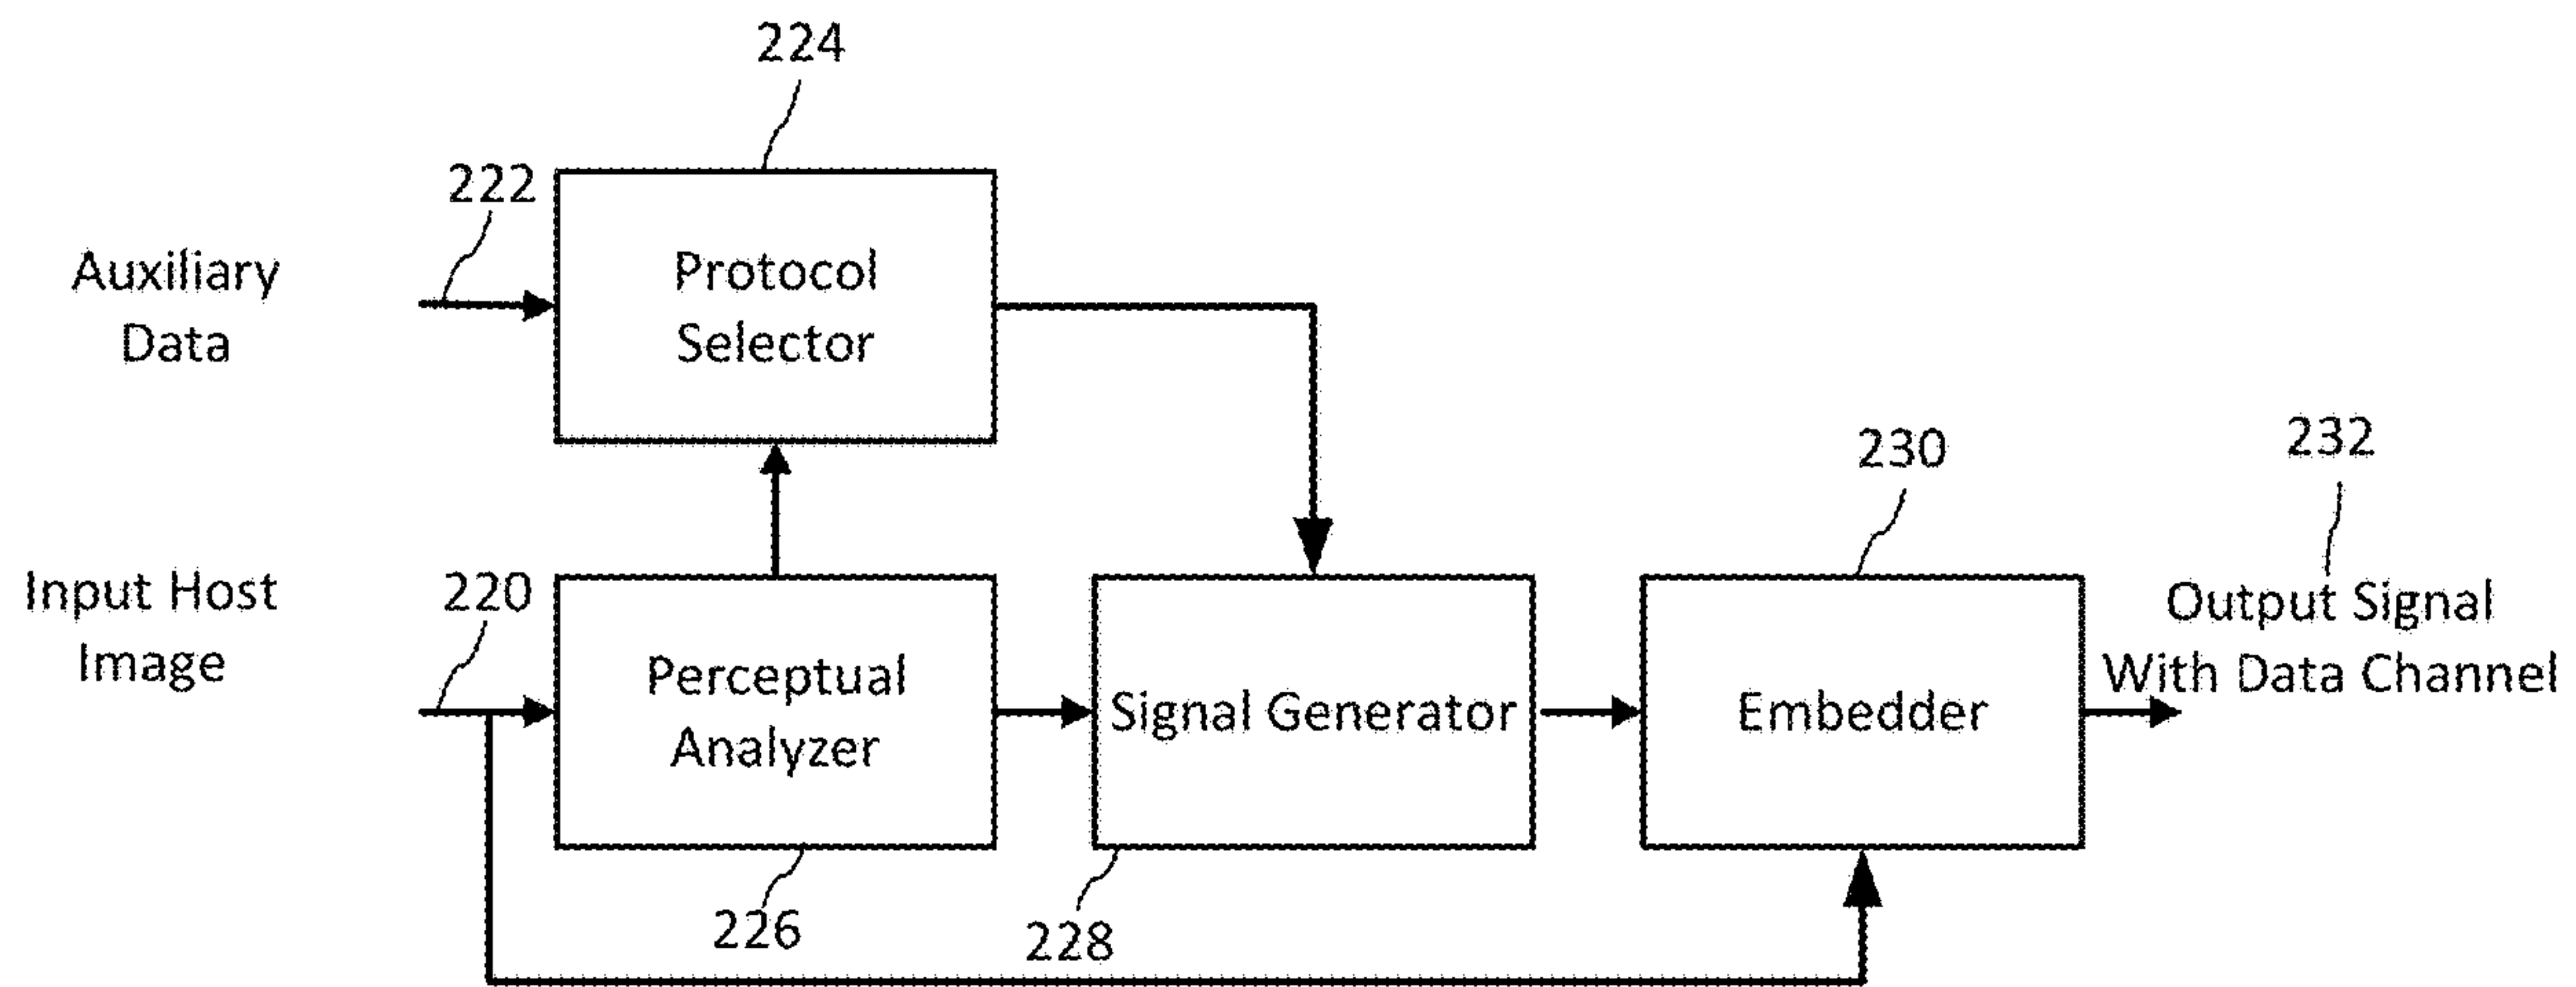 224
222
Auxiliary
Data
Protocol
Selector
230
232
Input Host
Image
220
Perceptual
Analyzer
Signal Generator
Embedder
Output Signal
With Data Channel
226
228